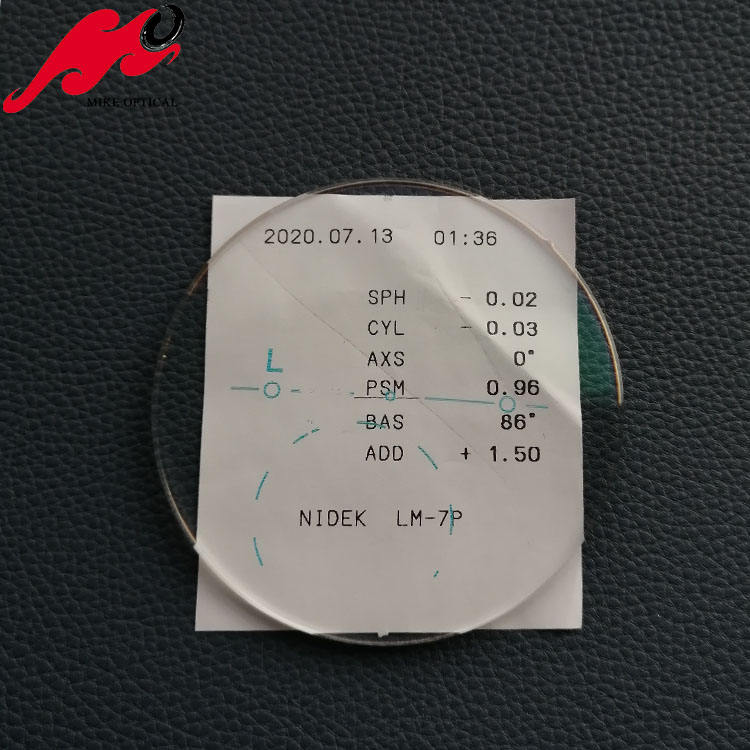 MIKE OPTICAL
2020.07.13 01:36
SPH - 0.02
CYL - 0.03
AXS 0°
L
PSM 0.96
BAS 86°
ADD + 1.50
NIDEK LM-7P